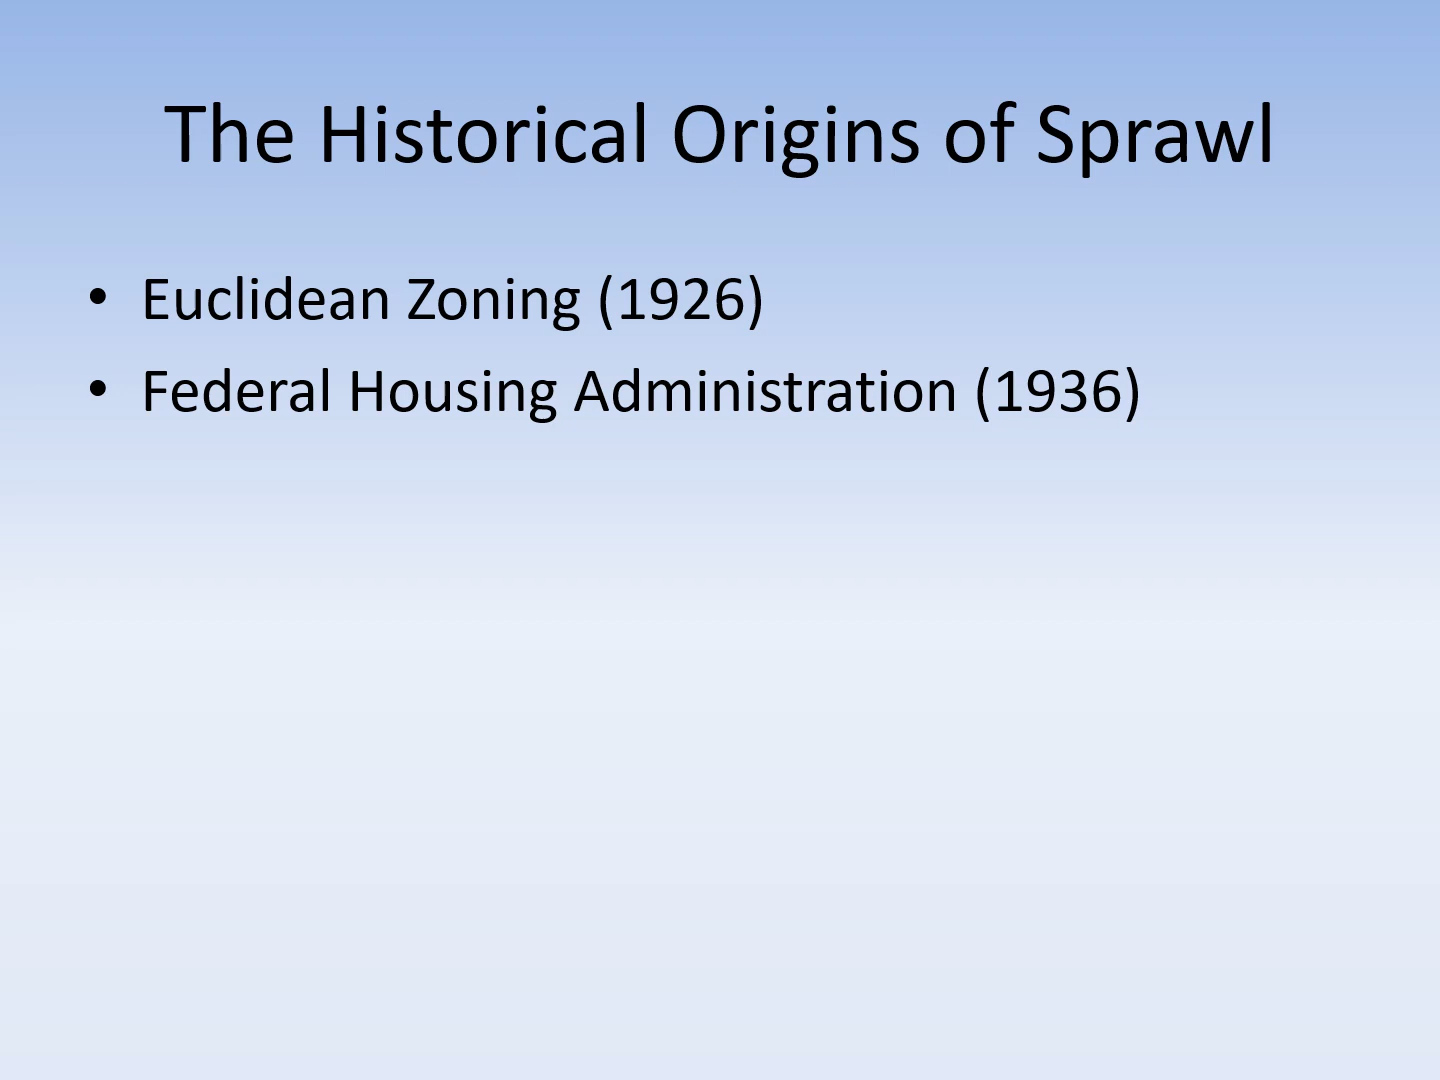 The Historical Origins of Sprawl
• Euclidean Zoning (1926)
• Federal Housing Administration (1936)